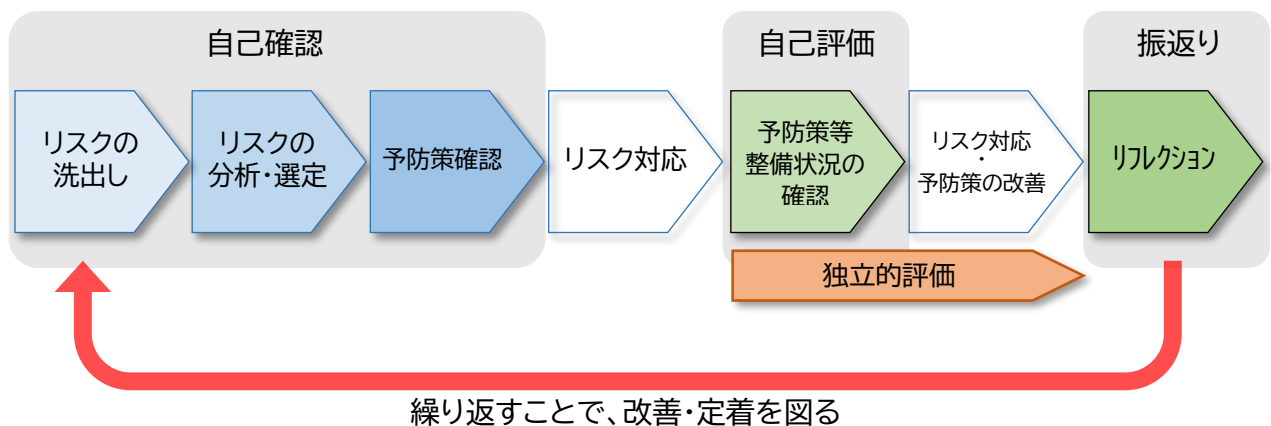 自己確認
リスクの
洗出し
リスクの
分析・選定
予防策確認
リスク対応
自己評価
予防策等
整備状況の
確認
リスク対応
・
予防策の改善
振返り
リフレクション
独立的評価
繰り返すことで、改善・定着を図る